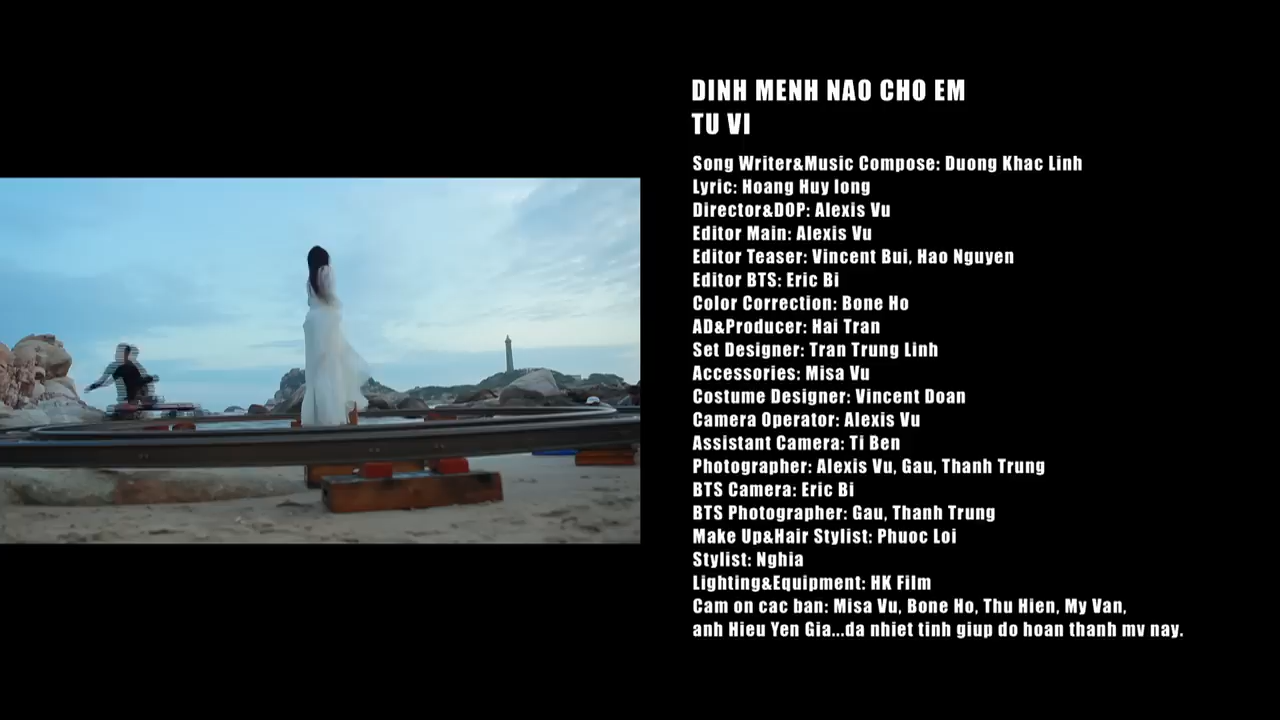 DINH MENH NAO CHO EM
TU VI
Song Writer&Music Compose: Duong Khac Linh
Lyric: Hoang Huy long
Director&DOP: Alexis Vu
Editor Main: Alexis Vu
Editor Teaser: Vincent Bui, Hao Nguyen
Editor BTS: Eric Bi
Color Correction: Bone Ho
AD&Producer: Hai Tran
Set Designer: Tran Trung Linh
Accessories: Misa Vu
Costume Designer: Vincent Doan
Camera Operator: Alexis Vu
Assistant Camera: Ti Ben
Photographer: Alexis Vu, Gau, Thanh Trung
BTS Camera: Eric Bi
BTS Photographer: Gau, Thanh Trung
Make Up&Hair Stylist: Phuoc Loi
Stylist: Nghia
Lighting&Equipment: HK Film
Cam on cac ban: Misa Vu, Bone Ho, Thu Hien, My Van,
anh Hieu Yen Gia...da nhiet tinh giup do hoan thanh mv nay.